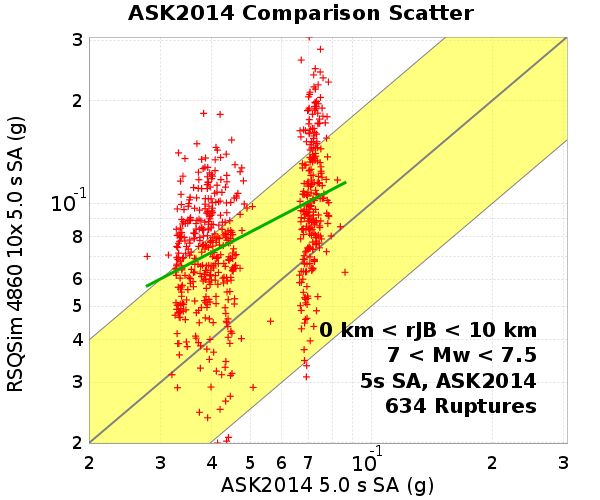 ASK2014 Comparison Scatter
RSQSim 4860 10x 5.0 s SA (g)
3
2
10⁻¹
8
6
5
4
3
2
0 km < rJB < 10 km
7 < Mw < 7.5
5s SA, ASK2014
634 Ruptures
2 3 4 5 6 7 10⁻¹ 2 3
ASK2014 5.0 s SA (g)